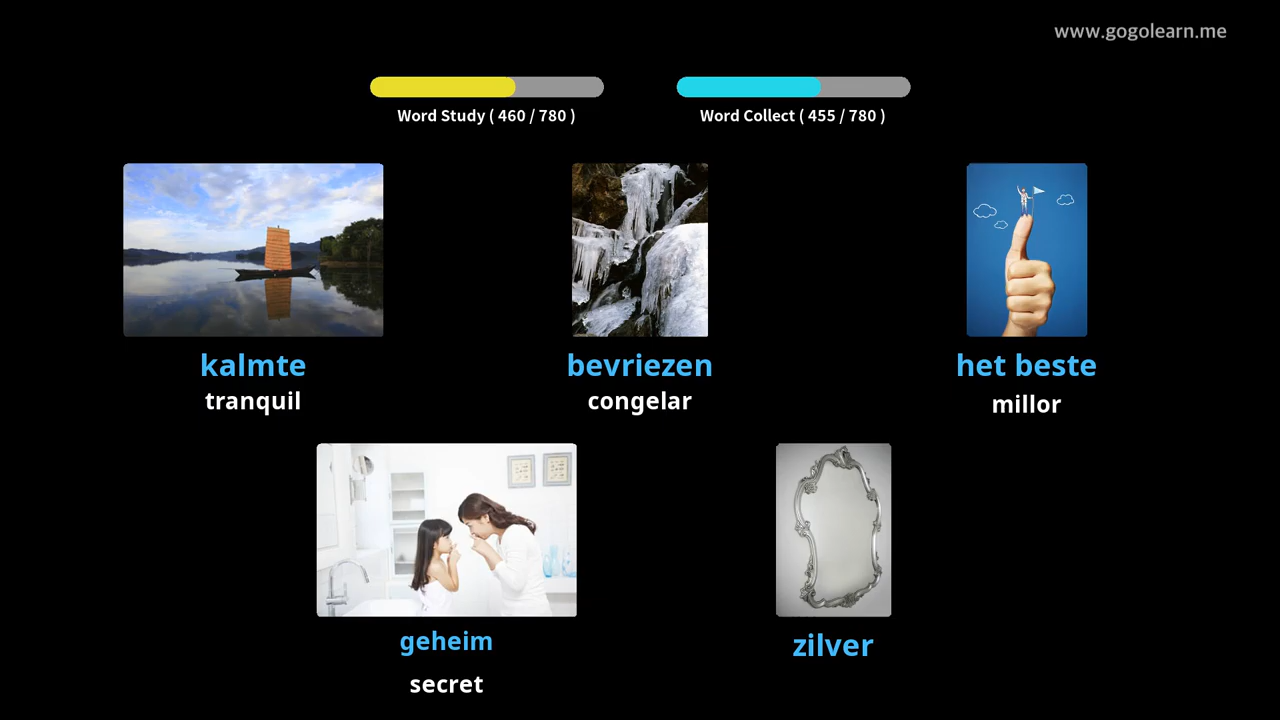 www.gogolearn.me
Word Study ( 460 / 780 )
Word Collect ( 455 / 780 )
kalmte
tranquil
bevriezen
congelar
het beste
millor
geheim
secret
zilver